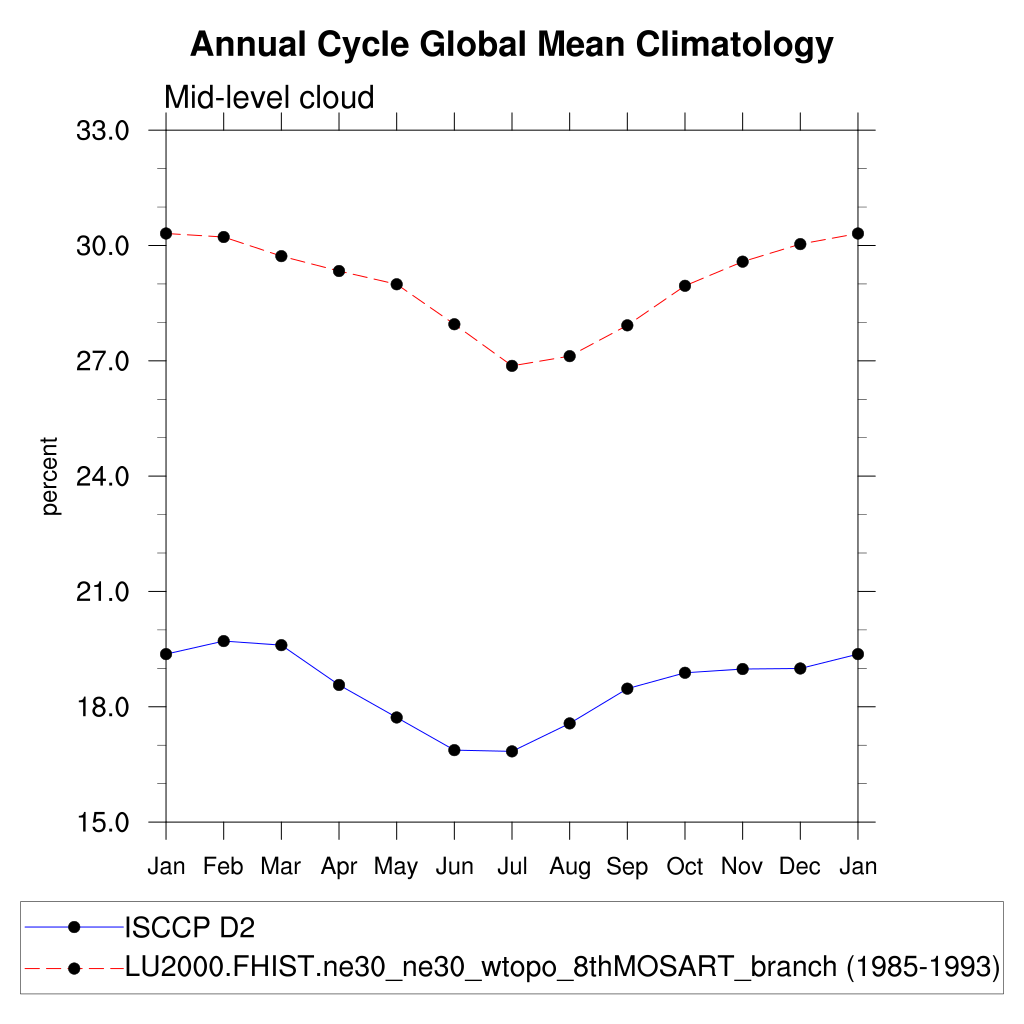 Annual Cycle Global Mean Climatology
Mid-level cloud
33.0
30.0
27.0
24.0
21.0
18.0
15.0
percent
Jan Feb Mar Apr May Jun Jul Aug Sep Oct Nov Dec Jan
ISCCP D2
LU2000.FHIST.ne30_ne30_wtopo_8thMOSART_branch (1985-1993)